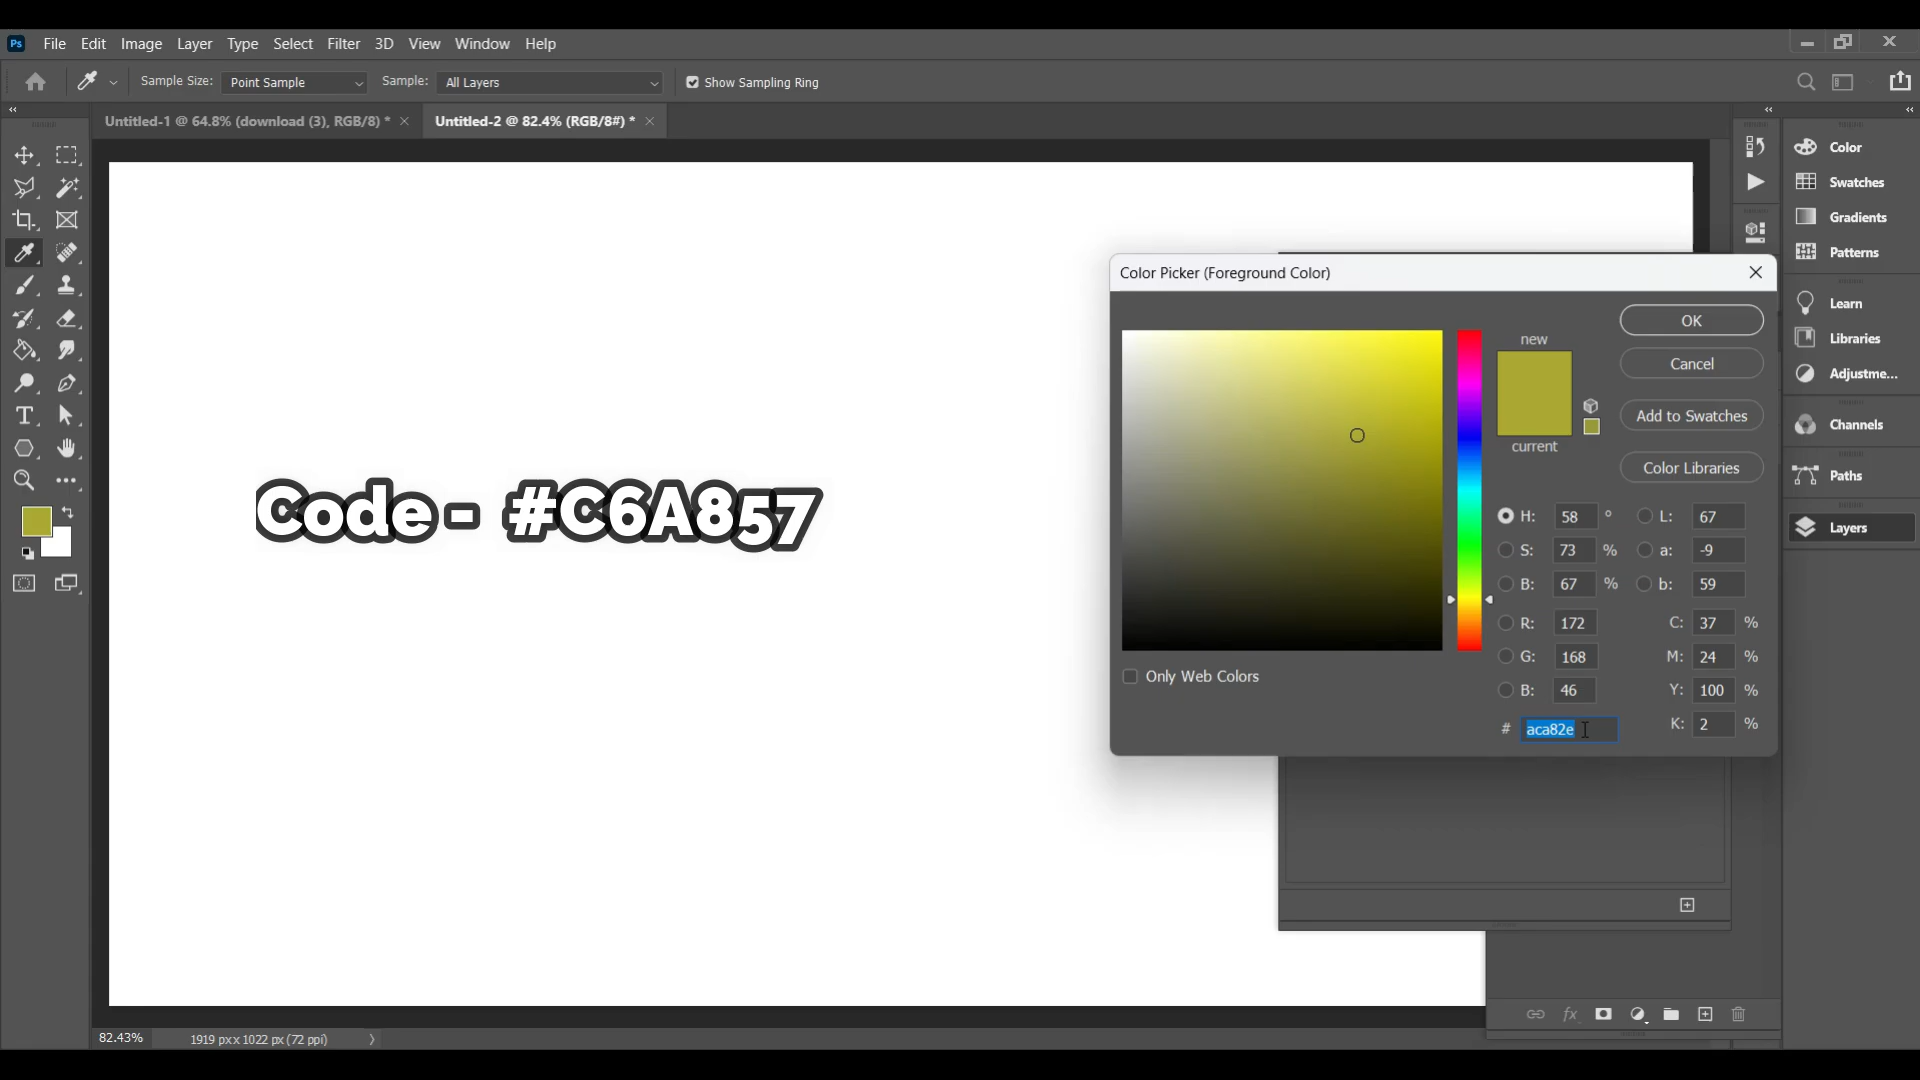 Ps File Edit Image Layer Type Select Filter 3D View Window Help
Sample Size: Point Sample Sample: All Layers Show Sampling Ring
Untitled-1 @ 64.8% (download (3), RGB/8) * Untitled-2 @ 82.4% (RGB/8#) *
Color
Swatches
Gradients
Patterns
Learn
Libraries
Adjustme...
Channels
Paths
Layers
Code - #C6A857
Color Picker (Foreground Color)
new
current
OK
Cancel
Add to Swatches
Color Libraries
H: 58 ° L: 67
S: 73 % a: -9
B: 67 % b: 59
R: 172 C: 37 %
G: 168 M: 24 %
B: 46 Y: 100 %
# aca82e K: 2 %
Only Web Colors
fx
82.43% 1919 px x 1022 px (72 ppi)